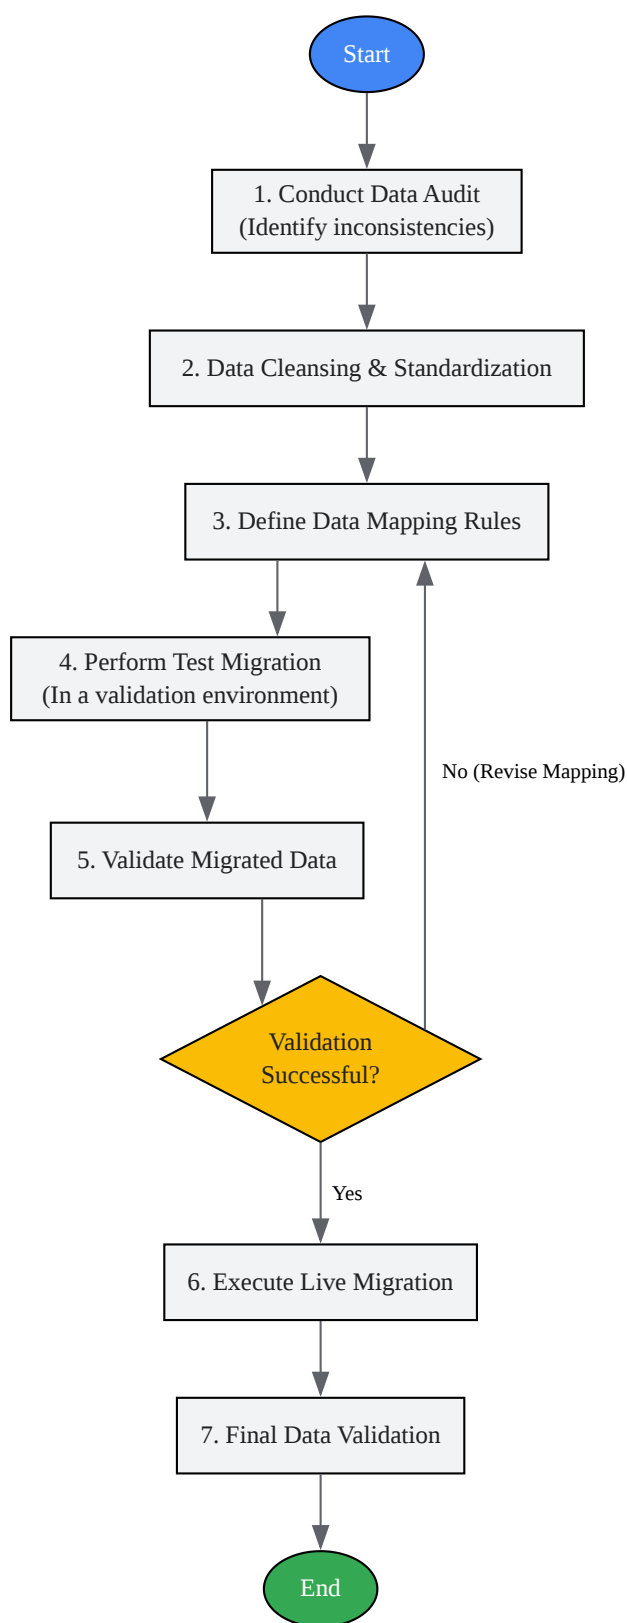 Start
1. Conduct Data Audit
(Identify inconsistencies)
2. Data Cleansing & Standardization
3. Define Data Mapping Rules
4. Perform Test Migration
(In a validation environment)
No (Revise Mapping)
5. Validate Migrated Data
Validation
Successful?
Yes
6. Execute Live Migration
7. Final Data Validation
End